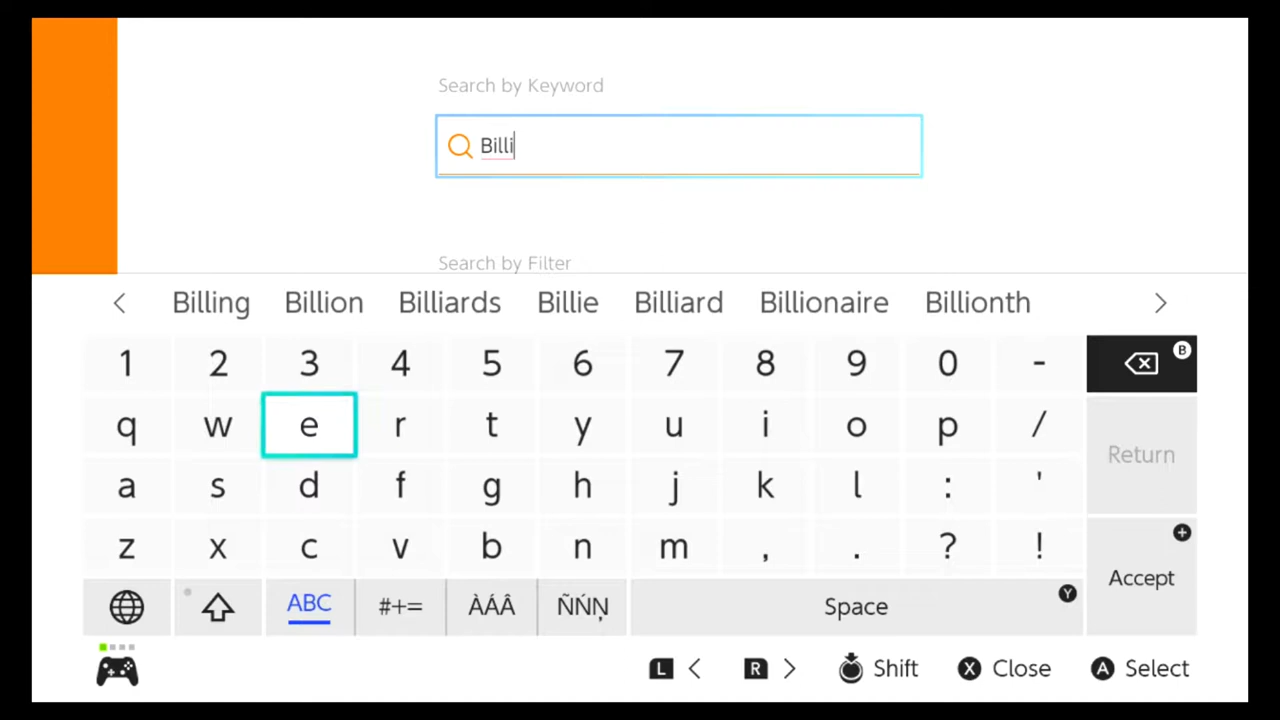 Search by Keyword
Billi
Search by Filter
< Billing Billion Billiards Billie Billiard Billionaire Billionth >
1 2 3 4 5 6 7 8 9 0 - B
q w e r t y u i o p / Return
a s d f g h j k l : '
z x c v b n m , . ? ! + Accept
ABC #+= ÀÁÂ ÑŃŅ Space Y
L < R > Shift X Close A Select